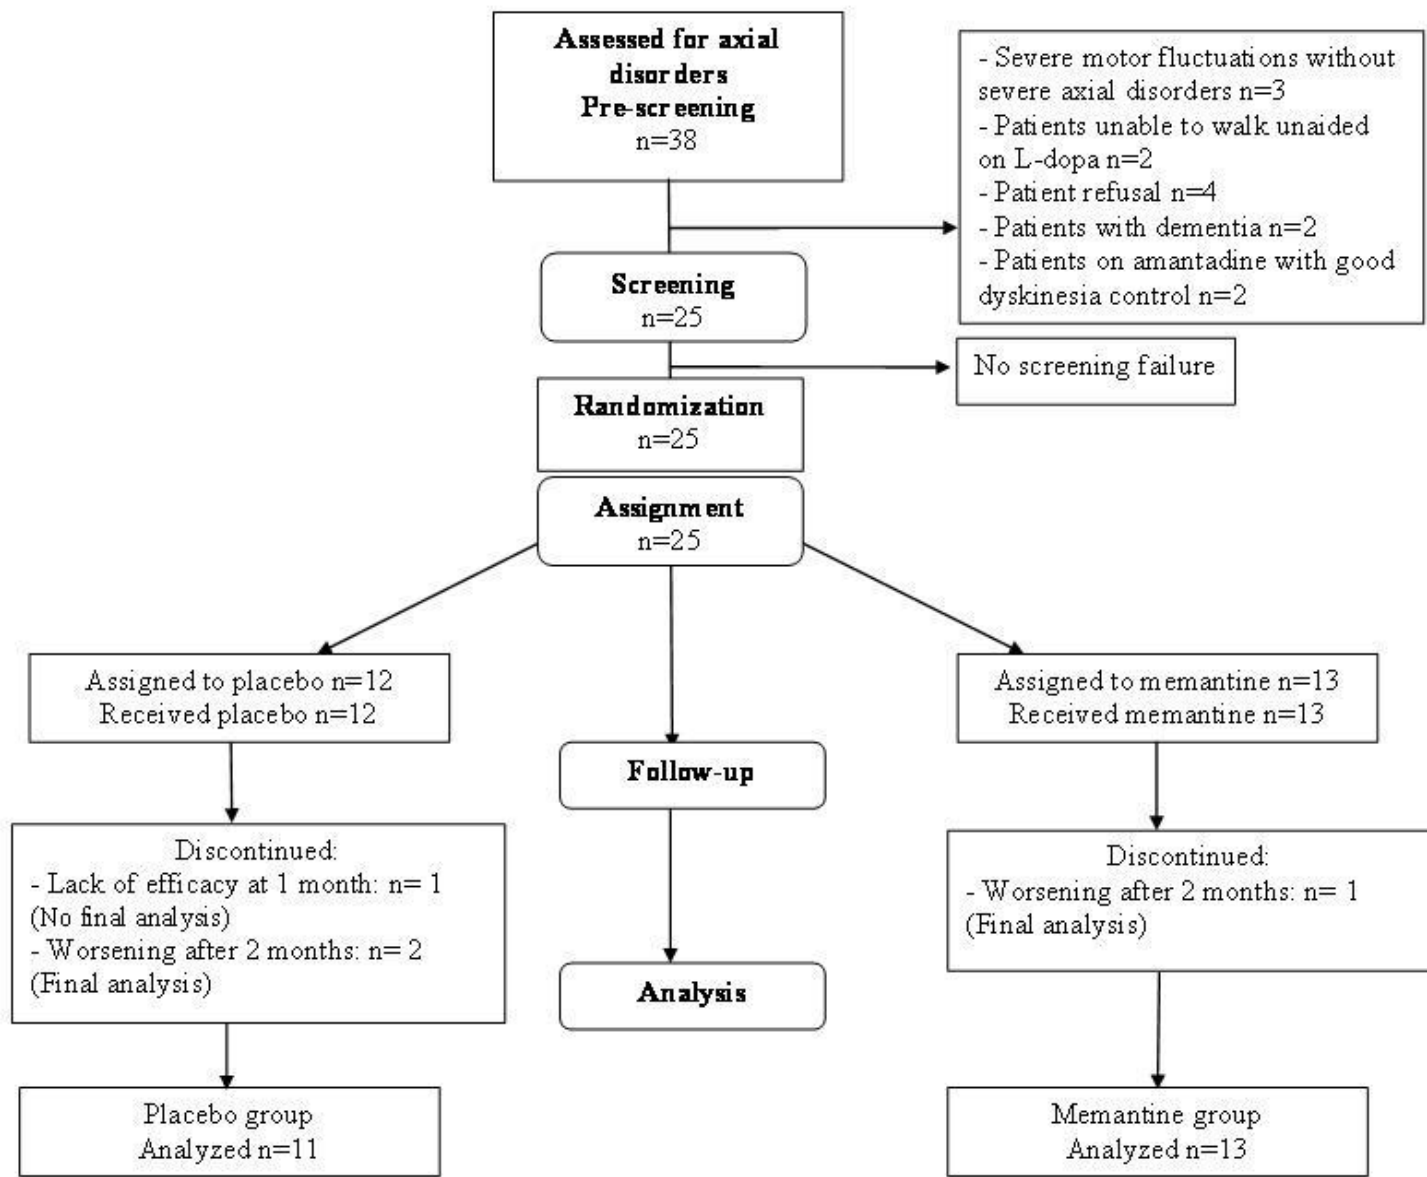 Assessed for axial
disorders
Pre-screening
n=38
- Severe motor fluctuations without
severe axial disorders n=3
- Patients unable to walk unaided
on L-dopa n=2
- Patient refusal n=4
- Patients with dementia n=2
- Patients on amantadine with good
dyskinesia control n=2
Screening
n=25
No screening failure
Randomization
n=25
Assignment
n=25
Assigned to placebo n=12
Received placebo n=12
Assigned to memantine n=13
Received memantine n=13
Follow-up
Discontinued:
- Lack of efficacy at 1 month: n= 1
(No final analysis)
- Worsening after 2 months: n= 2
(Final analysis)
Discontinued:
- Worsening after 2 months: n= 1
(Final analysis)
Analysis
Placebo group
Analyzed n=11
Memantine group
Analyzed n=13